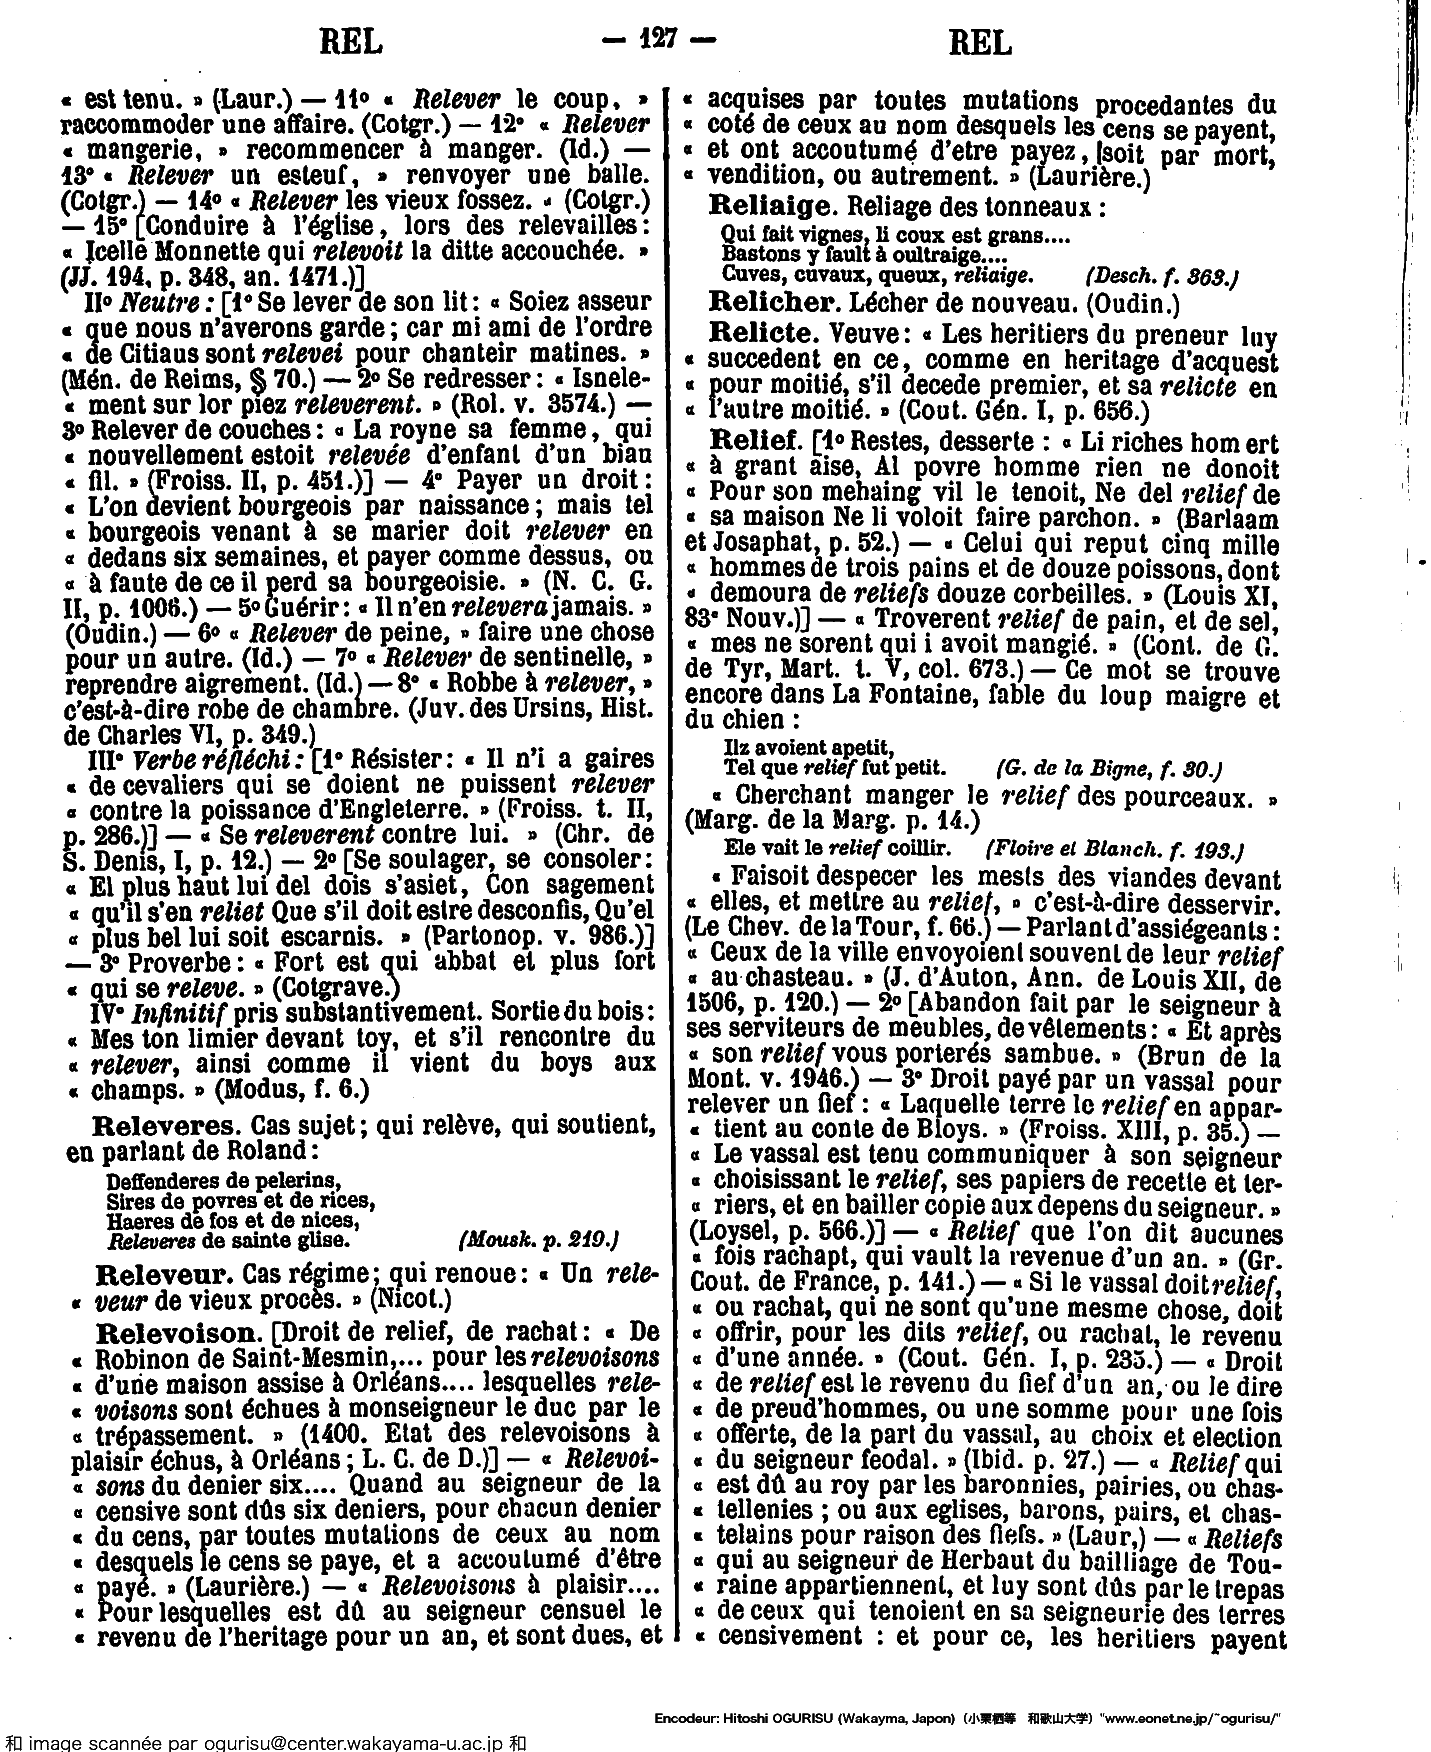 REL — 127 — REL
« est tenu. » (Laur.) — 11° « Relever le coup, »
raccommoder une affaire. (Cotgr.) — 12° « Relever
« mangerie, » recommencer à manger. (Id.) —
13° « Relever un esteuf, » renvoyer une balle.
(Cotgr.) — 14° « Relever les vieux fossez. « (Cotgr.)
— 15° [Conduire à l'église, lors des relevailles :
« Icelle Monnette qui relevoit la ditte accouchée. »
(JJ. 194, p. 348, an. 1471.)]
II° Neutre : [1° Se lever de son lit : « Soiez asseur
« que nous n'averons garde ; car mi ami de l'ordre
« de Citiaus sont relevei pour chanteir matines. »
(Mén. de Reims, § 70.) — 2° Se redresser : « Isnele-
« ment sur lor piez releverent. » (Rol. v. 3574.) —
3° Relever de couches : « La royne sa femme, qui
« nouvellement estoit relevée d'enfant d'un biau
« fil. » (Froiss. II, p. 451.)] — 4° Payer un droit :
« L'on devient bourgeois par naissance ; mais tel
« bourgeois venant à se marier doit relever en
« dedans six semaines, et payer comme dessus, ou
« à faute de ce il perd sa bourgeoisie. » (N. C. G.
II, p. 1006.) — 5° Guérir : « Il n'en relevera jamais. »
(Oudin.) — 6° « Relever de peine, » faire une chose
pour un autre. (Id.) — 7° « Relever de sentinelle, »
reprendre aigrement. (Id.) — 8° « Robbe à relever, »
c'est-à-dire robe de chambre. (Juv. des Ursins, Hist.
de Charles VI, p. 349.)
III° Verbe réfléchi : [1° Résister : « Il n'i a gaires
« de cevaliers qui se doient ne puissent relever
« contre la poissance d'Engleterre. » (Froiss. t. II,
p. 286.)] — « Se releverent contre lui. » (Chr. de
S. Denis, I, p. 12.) — 2° [Se soulager, se consoler :
« El plus haut lui del dois s'asiet, Con sagement
« qu'il s'en reliet Que s'il doit estre desconfis, Qu'el
« plus bel lui soit escarnis. » (Partonop. v. 986.)]
— 3° Proverbe : « Fort est qui abbat et plus fort
« qui se releve. » (Cotgrave.)
IV° Infinitif pris substantivement. Sortie du bois :
« Mes ton limier devant toy, et s'il rencontre du
« relever, ainsi comme il vient du boys aux
« champs. » (Modus, f. 6.)
Releveres. Cas sujet ; qui relève, qui soutient,
en parlant de Roland :
Deffenderes de pelerins,
Sires de povres et de rices,
Haeres de fos et de nices,
Releveres de sainte glise. (Mousk. p. 219.)
Releveur. Cas régime ; qui renoue : « Un rele-
« veur de vieux procès. » (Nicot.)
Relevoison. [Droit de relief, de rachat : « De
« Robinon de Saint-Mesmin,... pour les relevoisons
« d'une maison assise à Orléans.... lesquelles rele-
« voisons sont échues à monseigneur le duc par le
« trépassement. » (1400. Etat des relevoisons à
plaisir échus, à Orléans ; L. C. de D.)] — « Relevoi-
« sons du denier six.... Quand au seigneur de la
« censive sont dûs six deniers, pour chacun denier
« du cens, par toutes mutations de ceux au nom
« desquels le cens se paye, et a accoutumé d'être
« payé. » (Laurière.) — « Relevoisons à plaisir....
« Pour lesquelles est dû au seigneur censuel le
« revenu de l'heritage pour un an, et sont dues, et
« acquises par toutes mutations procedantes du
« coté de ceux au nom desquels les cens se payent,
« et ont accoutumé d'etre payez, [soit par mort,
« vendition, ou autrement. » (Laurière.)
Reliaige. Reliage des tonneaux :
Qui fait vignes, li coux est grans....
Bastons y fault à oultraige....
Cuves, cuvaux, queux, reliaige. (Desch. f. 363.)
Relicher. Lécher de nouveau. (Oudin.)
Relicte. Veuve : « Les heritiers du preneur luy
« succedent en ce, comme en heritage d'acquest
« pour moitié, s'il decede premier, et sa relicte en
« l'autre moitié. » (Cout. Gén. I, p. 656.)
Relief. [1° Restes, desserte : « Li riches hom ert
« à grant aise, Al povre homme rien ne donoit
« Pour son mehaing vil le tenoit, Ne del relief de
« sa maison Ne li voloit faire parchon. » (Barlaam
et Josaphat, p. 52.) — « Celui qui reput cinq mille
« hommes de trois pains et de douze poissons, dont
« demoura de reliefs douze corbeilles. » (Louis XI,
83° Nouv.)] — « Troverent relief de pain, et de sel,
« mes ne sorent qui i avoit mangié. » (Cont. de G.
de Tyr, Mart. t. V, col. 673.) — Ce mot se trouve
encore dans La Fontaine, fable du loup maigre et
du chien :
Ilz avoient apetit,
Tel que relief fut petit. (G. de la Bigne, f. 30.)
« Cherchant manger le relief des pourceaux. »
(Marg. de la Marg. p. 14.)
Ele vait le relief coillir. (Floire et Blanch. f. 193.)
« Faisoit despecer les mests des viandes devant
« elles, et mettre au relief, » c'est-à-dire desservir.
(Le Chev. de la Tour, f. 66.) — Parlant d'assiégeants :
« Ceux de la ville envoyoient souvent de leur relief
« au chasteau. » (J. d'Auton, Ann. de Louis XII, de
1506, p. 120.) — 2° [Abandon fait par le seigneur à
ses serviteurs de meubles, de vêtements : « Et après
« son relief vous porterés sambue. » (Brun de la
Mont. v. 1946.) — 3° Droit payé par un vassal pour
relever un fief : « Laquelle terre le relief en appar-
« tient au conte de Bloys. » (Froiss. XIII, p. 35.) —
« Le vassal est tenu communiquer à son seigneur
« choisissant le relief, ses papiers de recette et ter-
« riers, et en bailler copie aux depens du seigneur. »
(Loysel, p. 566.)] — « Relief que l'on dit aucunes
« fois rachapt, qui vault la revenue d'un an. » (Gr.
Cout. de France, p. 141.) — « Si le vassal doit relief,
« ou rachat, qui ne sont qu'une mesme chose, doit
« offrir, pour les dits relief, ou rachat, le revenu
« d'une année. » (Cout. Gén. I, p. 235.) — « Droit
« de relief est le revenu du fief d'un an, ou le dire
« de preud'hommes, ou une somme pour une fois
« offerte, de la part du vassal, au choix et election
« du seigneur feodal. » (Ibid. p. 27.) — « Relief qui
« est dû au roy par les baronnies, pairies, ou chas-
« tellenies ; ou aux eglises, barons, pairs, et chas-
« telains pour raison des fiefs. » (Laur,) — « Reliefs
« qui au seigneur de Herbaut du bailliage de Tou-
« raine appartiennent, et luy sont dûs par le trepas
« de ceux qui tenoient en sa seigneurie des terres
« censivement : et pour ce, les heritiers payent
Encodeur: Hitoshi OGURISU (Wakayma, Japon) (小栗栖等 和歌山大学) "www.eonet.ne.jp/~ogurisu/"
和 image scannée par ogurisu@center.wakayama-u.ac.jp 和